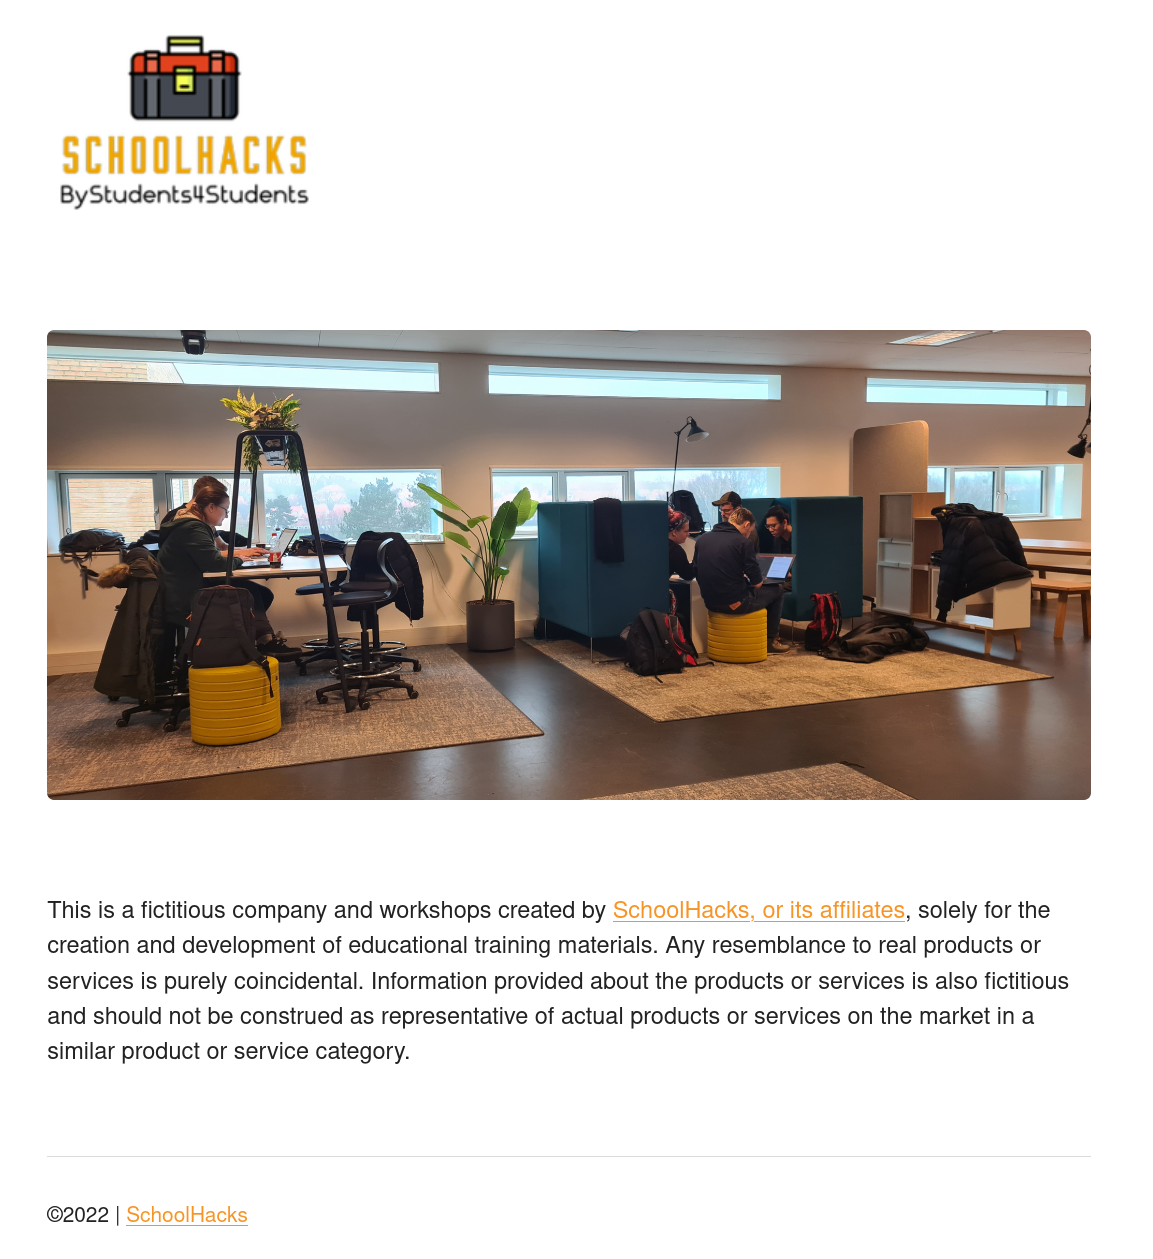 SCHOOLHACKS
ByStudents4Students
This is a fictitious company and workshops created by SchoolHacks, or its affiliates, solely for the
creation and development of educational training materials. Any resemblance to real products or
services is purely coincidental. Information provided about the products or services is also fictitious
and should not be construed as representative of actual products or services on the market in a
similar product or service category.
©2022 | SchoolHacks